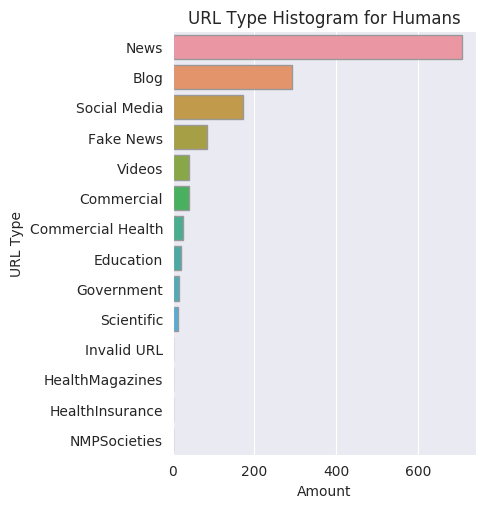 URL Type Histogram for Humans
News
Blog
Social Media
Fake News
Videos
Commercial
Commercial Health
Education
Government
Scientific
Invalid URL
HealthMagazines
HealthInsurance
NMPSocieties
URL Type
0 200 400 600
Amount